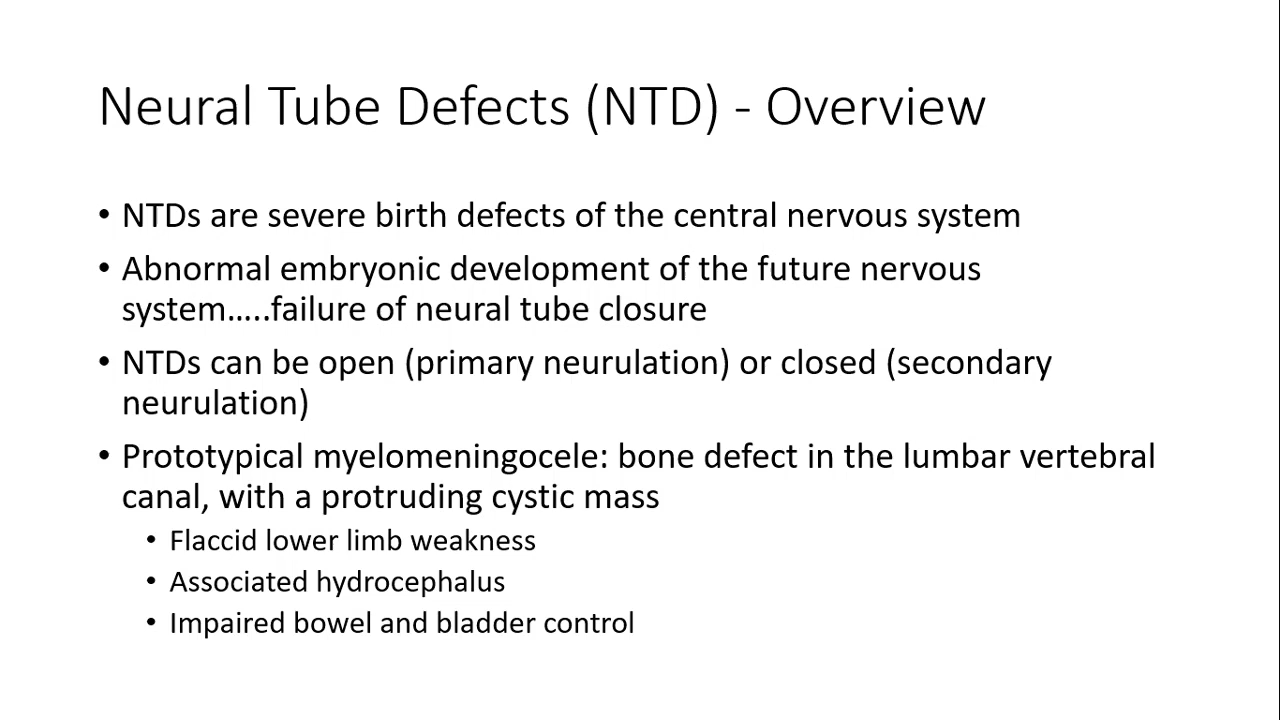 Neural Tube Defects (NTD) - Overview
• NTDs are severe birth defects of the central nervous system
• Abnormal embryonic development of the future nervous
system.....failure of neural tube closure
• NTDs can be open (primary neurulation) or closed (secondary
neurulation)
• Prototypical myelomeningocele: bone defect in the lumbar vertebral
canal, with a protruding cystic mass
• Flaccid lower limb weakness
• Associated hydrocephalus
• Impaired bowel and bladder control